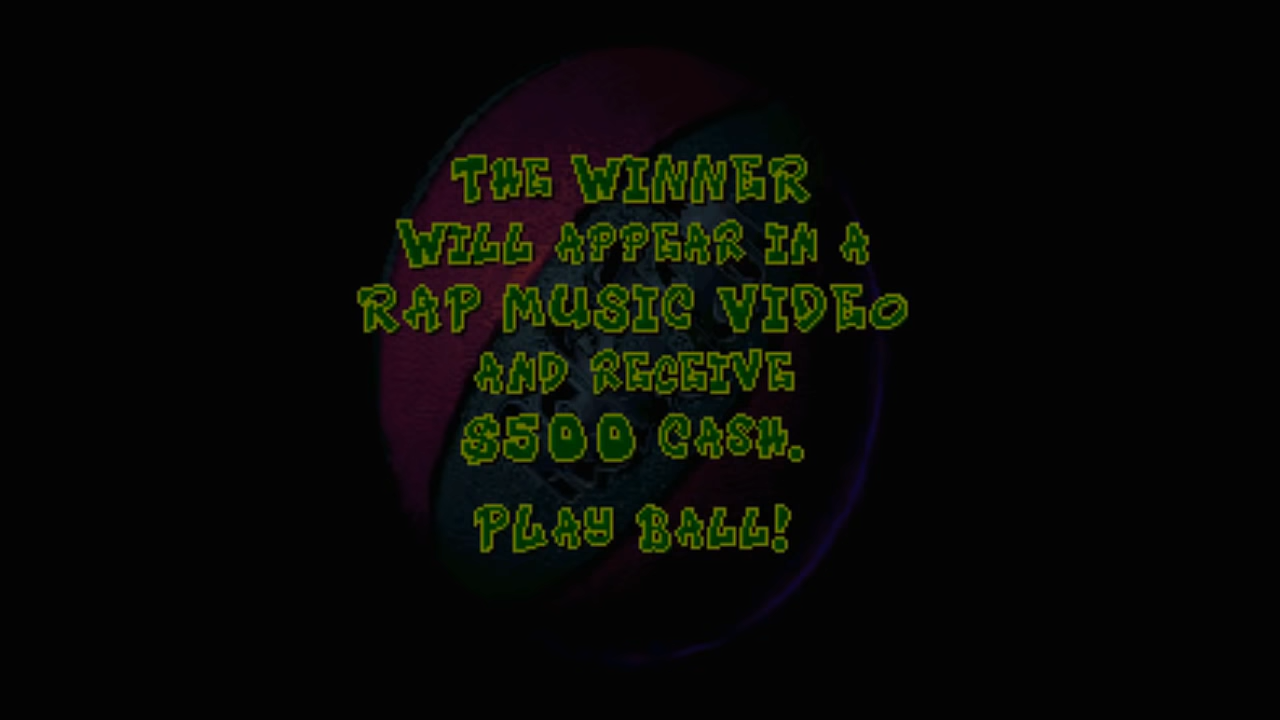 THE WINNER
WILL APPEAR IN A
RAP MUSIC VIDEO
AND RECEIVE
$500 CASH.
PLAY BALL!